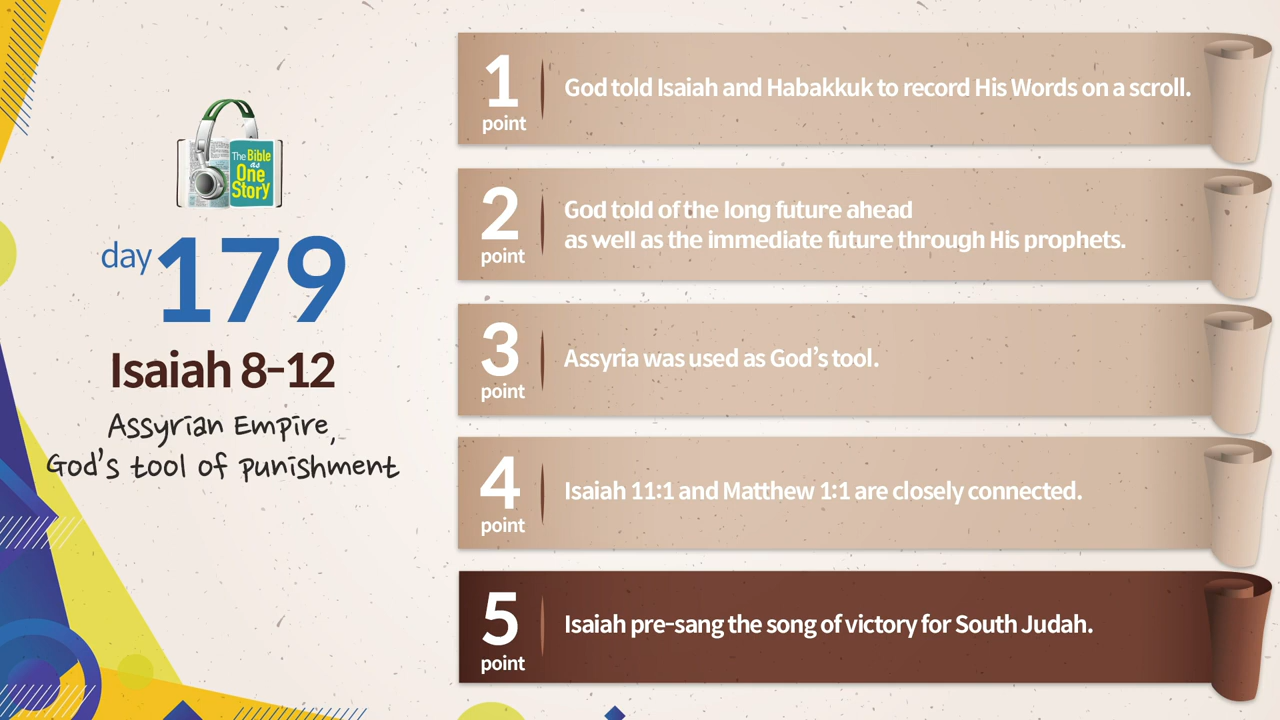 The Bible
as
One
Story
day 179
Isaiah 8-12
Assyrian Empire,
God's tool of punishment
1
point
God told Isaiah and Habakkuk to record His Words on a scroll.
2
point
God told of the long future ahead
as well as the immediate future through His prophets.
3
point
Assyria was used as God's tool.
4
point
Isaiah 11:1 and Matthew 1:1 are closely connected.
5
point
Isaiah pre-sang the song of victory for South Judah.